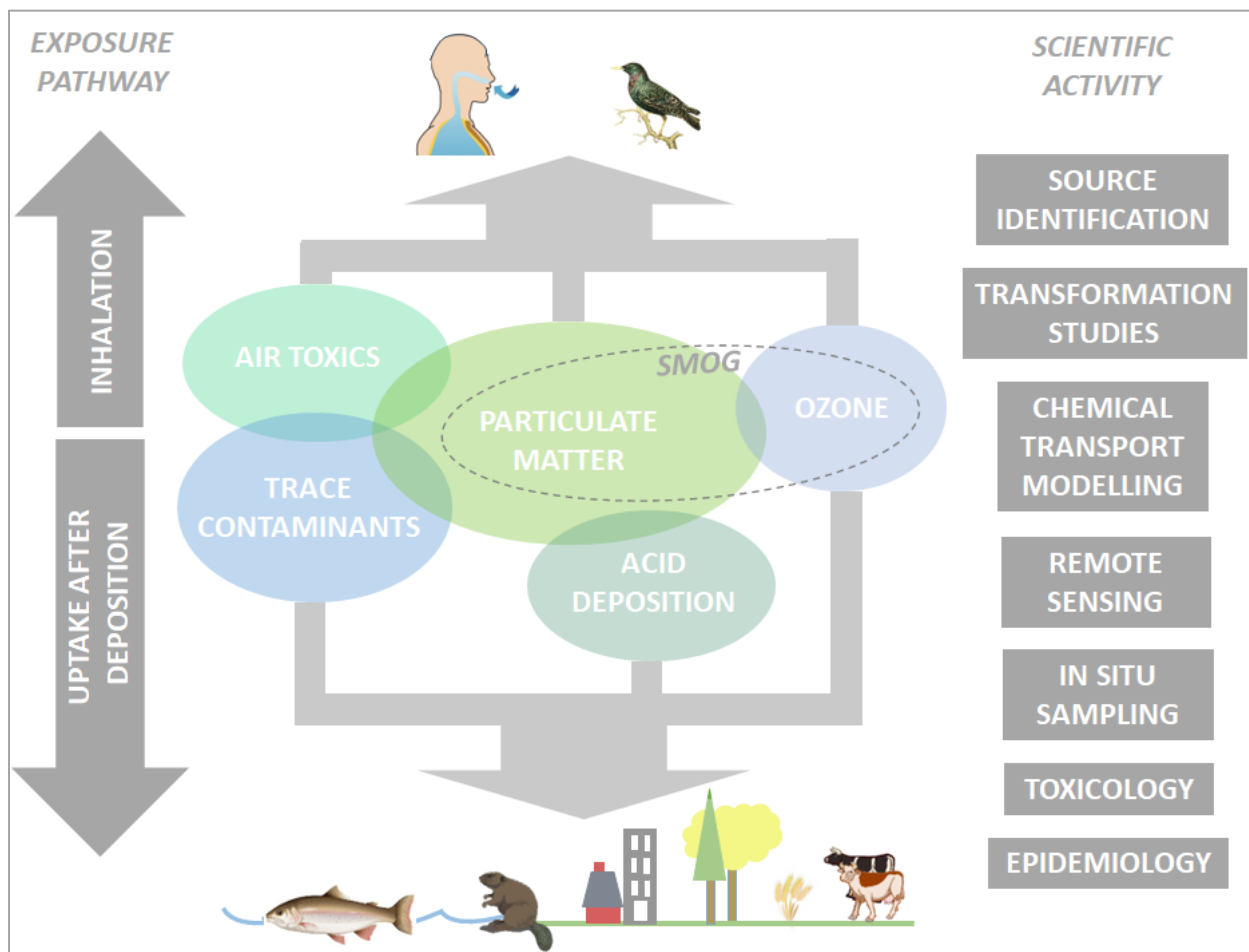 EXPOSURE
PATHWAY
INHALATION
UPTAKE AFTER
DEPOSITION
AIR TOXICS
TRACE
CONTAMINANTS
PARTICULATE
MATTER
SMOG
OZONE
ACID
DEPOSITION
SCIENTIFIC
ACTIVITY
SOURCE
IDENTIFICATION
TRANSFORMATION
STUDIES
CHEMICAL
TRANSPORT
MODELLING
REMOTE
SENSING
IN SITU
SAMPLING
TOXICOLOGY
EPIDEMIOLOGY